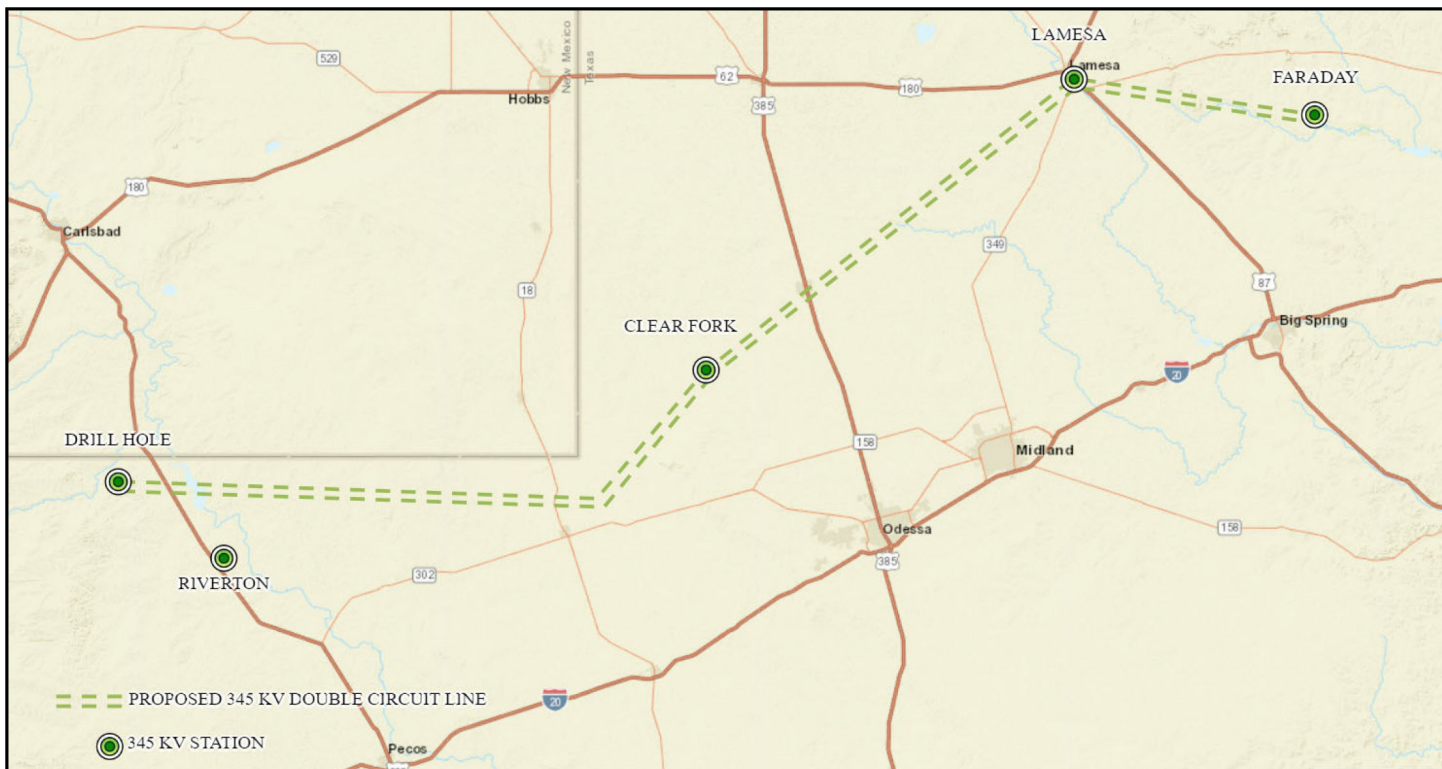 LAMESA
New Mexico
Texas
529
62
Lamesa
FARADAY
180
Hobbs
385
180
Carlsbad
349
18
87
CLEAR FORK
Big Spring
20
DRILL HOLE
158
Midland
Odessa
158
385
302
RIVERTON
PROPOSED 345 KV DOUBLE CIRCUIT LINE
20
345 KV STATION
Pecos